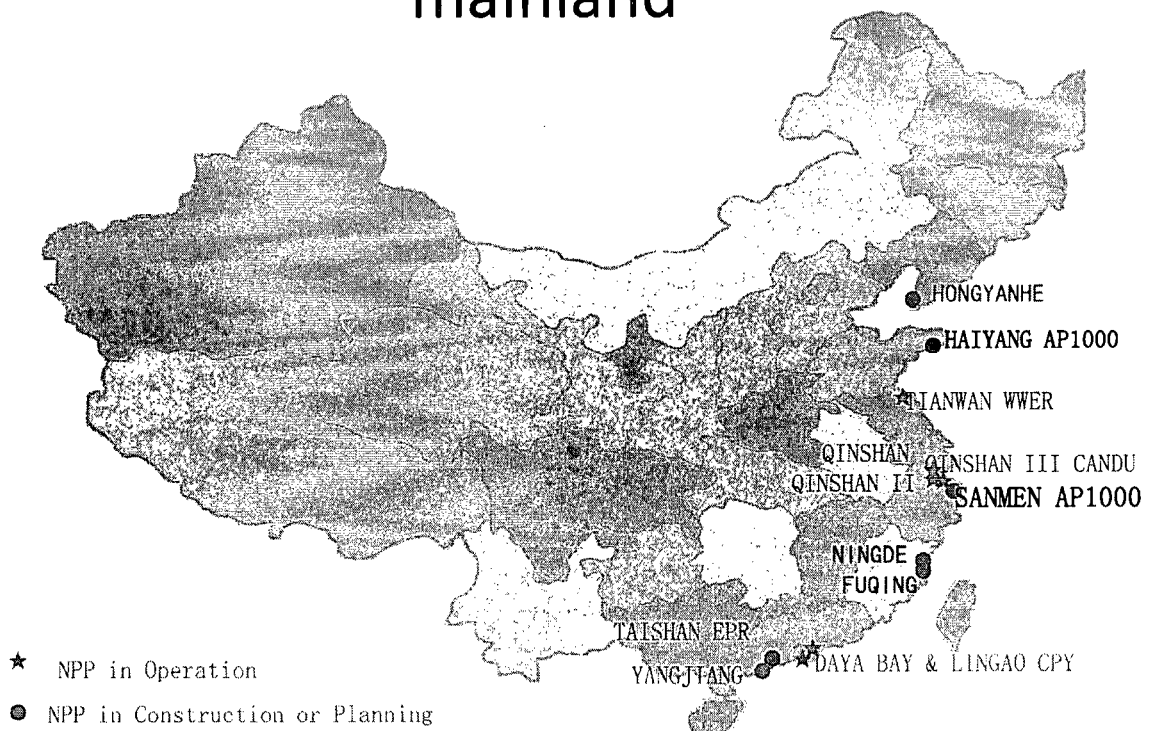 mainland
HONGYANHE
HAIYANG AP1000
TIANWAN WWER
QINSHAN
QINSHAN III CANDU
QINSHAN II
SANMEN AP1000
NINGDE
FUQING
TAISHAN EPR
DAYA BAY & LINGAO CPY
YANGJIANG
NPP in Operation
NPP in Construction or Planning